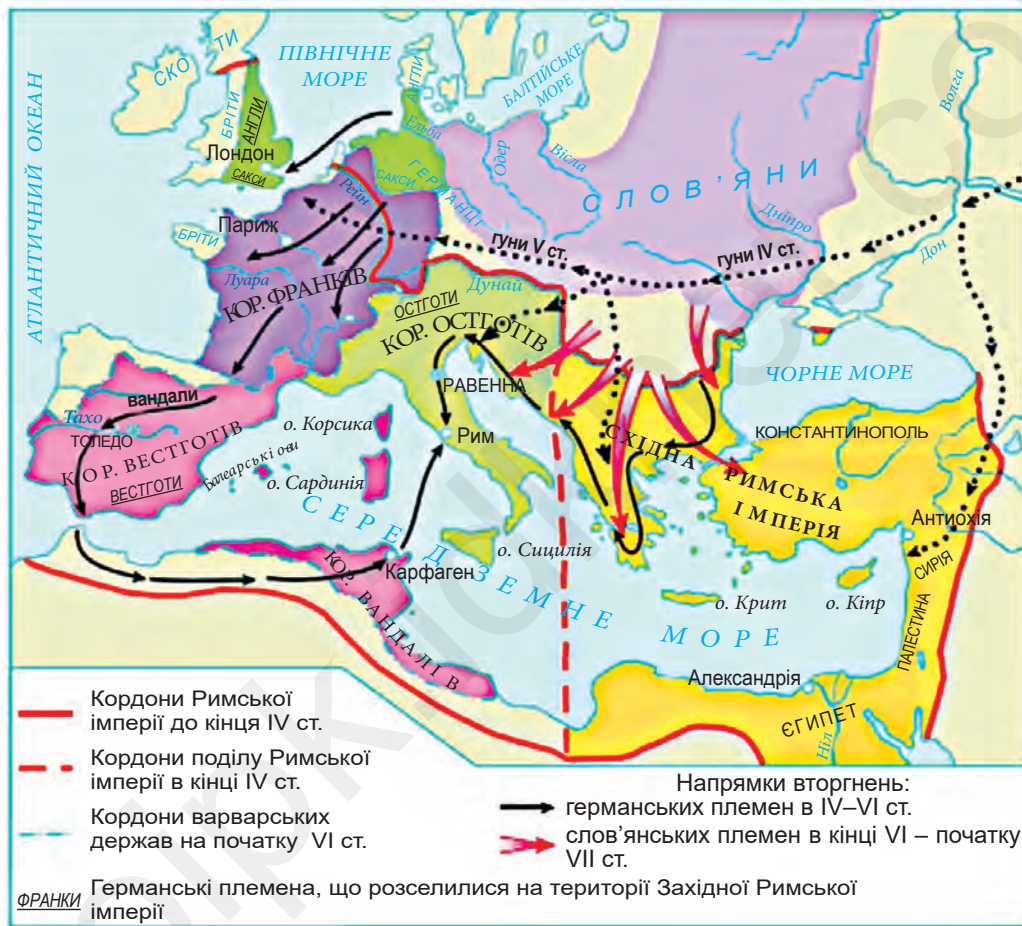 АТЛАНТИЧНИЙ ОКЕАН
СКО
ТИ
ПІВНІЧНЕ
МОРЕ
АНГЛИ
БАЛТІЙСЬКЕ
МОРЕ
Волга
БРІТИ
АНГЛИ
Лондон
САКСИ
Ельба
САКСИ
ГЕРМАНЦІ
Одер
Вісла
СЛОВ’ЯНИ
Дніпро
Дон
Рейн
Париж
БРІТИ
гуни V ст.
гуни IV ст.
Луара
КОР. ФРАНКІВ
ОСТГОТИ
Дунай
КОР. ОСТГОТІВ
РАВЕННА
ЧОРНЕ МОРЕ
вандали
Тахо
ТОЛЕДО
КОР. ВЕСТГОТІВ
ВЕСТГОТИ
Балеарські о-ви
о. Корсика
о. Сардинія
Рим
КОНСТАНТИНОПОЛЬ
СХІДНА РИМСЬКА
ІМПЕРІЯ
Антиохія
СИРІЯ
ПАЛЕСТИНА
СЕРЕДЗЕМНЕ МОРЕ
о. Сицилія
Карфаген
КОР. ВАНДАЛІВ
о. Крит
о. Кіпр
Александрія
ЄГИПЕТ
Ніл
Кордони Римської
імперії до кінця IV ст.
Кордони поділу Римської
імперії в кінці IV ст.
Кордони варварських
держав на початку VI ст.
Напрямки вторгнень:
германських племен в IV–VI ст.
слов’янських племен в кінці VI – початку
VII ст.
ФРАНКИ Германські племена, що розселилися на території Західної Римської
імперії